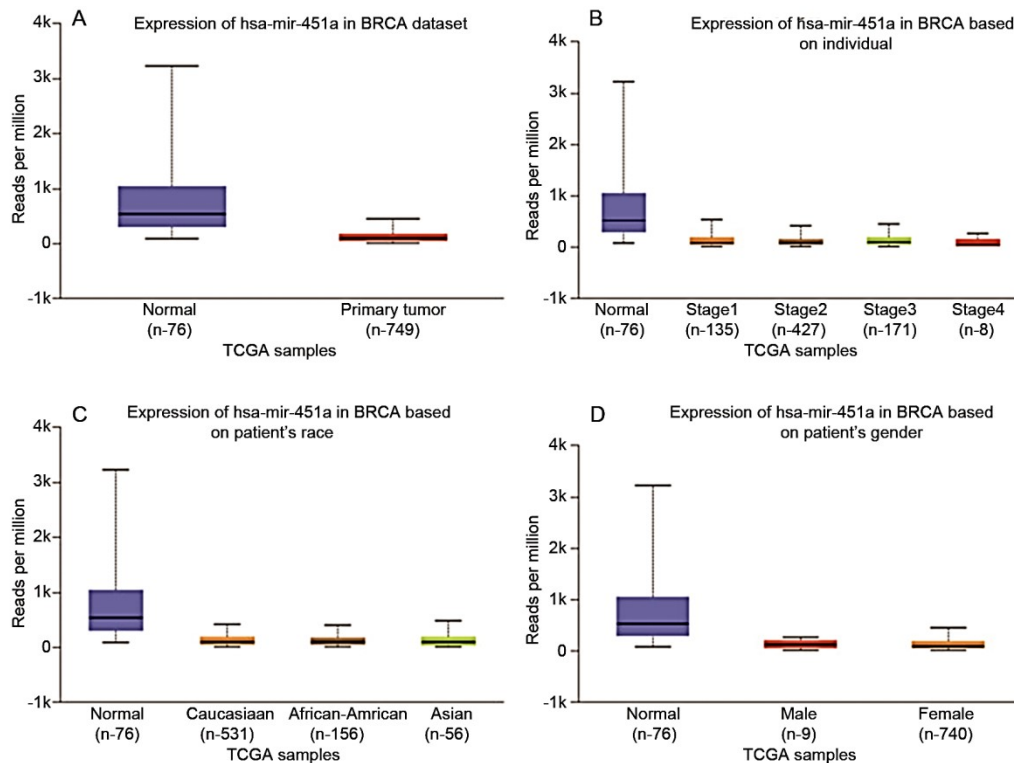 A
Expression of hsa-mir-451a in BRCA dataset
4k
3k
2k
1k
0
-1k
Reads per million
Normal
(n-76)
Primary tumor
(n-749)
TCGA samples
B
Expression of hsa-mir-451a in BRCA based
on individual
4k
3k
2k
1k
0
-1k
Reads per million
Normal
(n-76)
Stage1
(n-135)
Stage2
(n-427)
Stage3
(n-171)
Stage4
(n-8)
TCGA samples
C
Expression of hsa-mir-451a in BRCA based
on patient's race
4k
3k
2k
1k
0
-1k
Reads per million
Normal
(n-76)
Caucasiaan
(n-531)
African-Amrican
(n-156)
Asian
(n-56)
TCGA samples
D
Expression of hsa-mir-451a in BRCA based
on patient's gender
4k
3k
2k
1k
0
-1k
Reads per million
Normal
(n-76)
Male
(n-9)
Female
(n-740)
TCGA samples